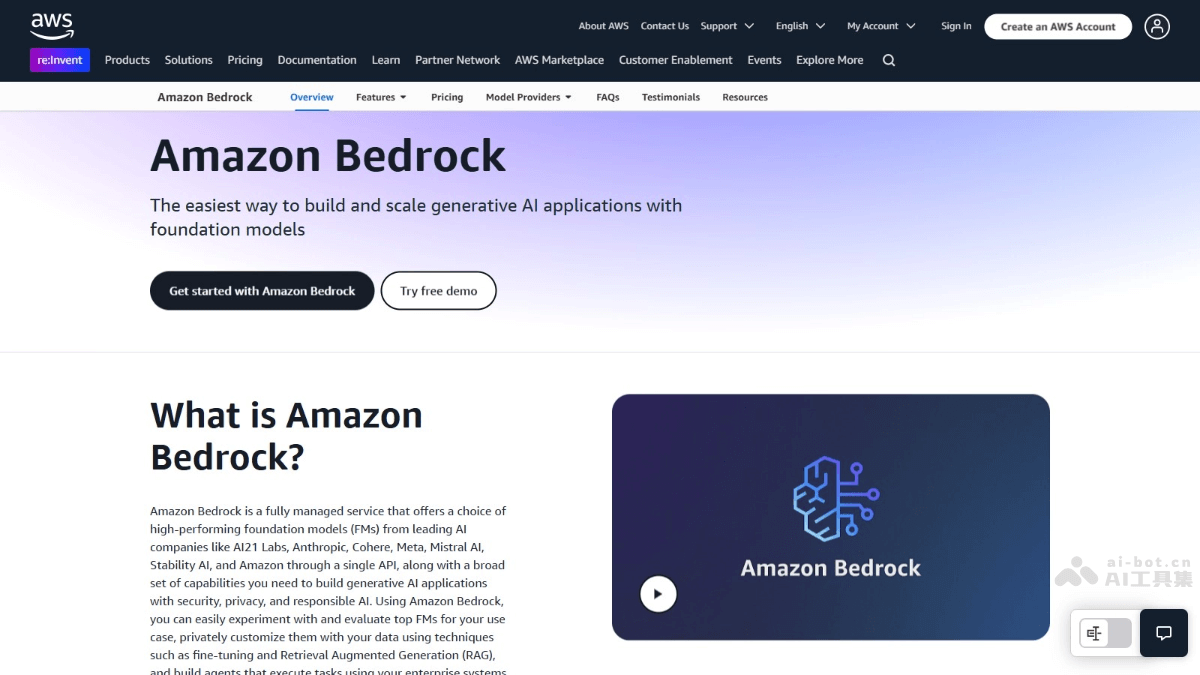 aws
About AWS Contact Us Support English My Account Sign In Create an AWS Account
re:Invent Products Solutions Pricing Documentation Learn Partner Network AWS Marketplace Customer Enablement Events Explore More
Amazon Bedrock Overview Features Pricing Model Providers FAQs Testimonials Resources
Amazon Bedrock
The easiest way to build and scale generative AI applications with
foundation models
Get started with Amazon Bedrock Try free demo
What is Amazon
Bedrock?
Amazon Bedrock is a fully managed service that offers a choice of
high-performing foundation models (FMs) from leading AI
companies like AI21 Labs, Anthropic, Cohere, Meta, Mistral AI,
Stability AI, and Amazon through a single API, along with a broad
set of capabilities you need to build generative AI applications
with security, privacy, and responsible AI. Using Amazon Bedrock,
you can easily experiment with and evaluate top FMs for your use
case, privately customize them with your data using techniques
such as fine-tuning and Retrieval Augmented Generation (RAG),
and build agents that execute tasks using your enterprise systems
Amazon Bedrock
ai-bot.cn
AI工具集